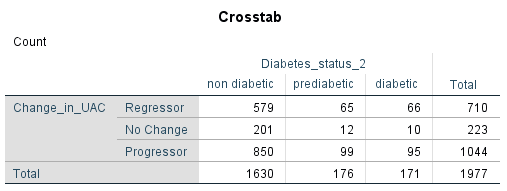 Crosstab
Count
Diabetes_status_2
non diabetic prediabetic diabetic Total
Change_in_UAC Regressor 579 65 66 710
No Change 201 12 10 223
Progressor 850 99 95 1044
Total 1630 176 171 1977